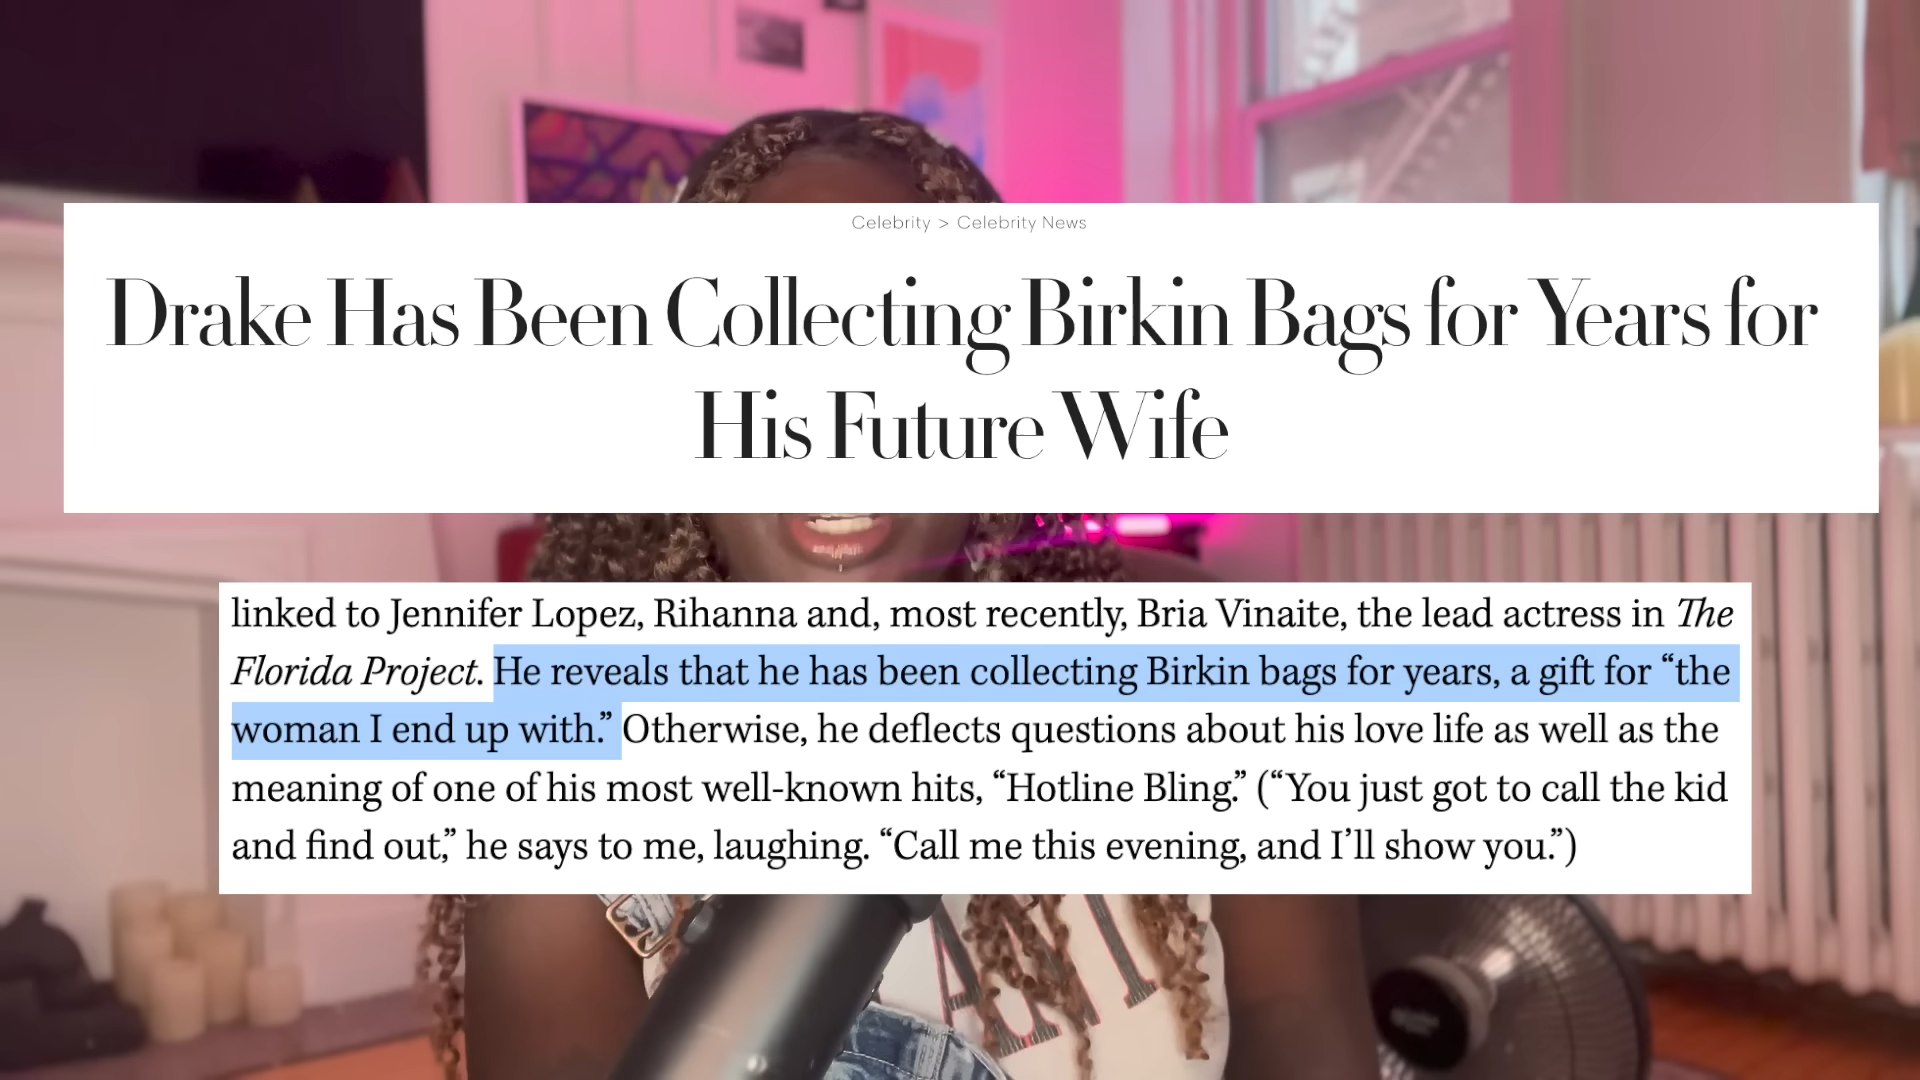 Celebrity > Celebrity News
Drake Has Been Collecting Birkin Bags for Years for
His Future Wife
linked to Jennifer Lopez, Rihanna and, most recently, Bria Vinaite, the lead actress in The
Florida Project. He reveals that he has been collecting Birkin bags for years, a gift for “the
woman I end up with.” Otherwise, he deflects questions about his love life as well as the
meaning of one of his most well-known hits, “Hotline Bling.” (“You just got to call the kid
and find out,” he says to me, laughing. “Call me this evening, and I’ll show you.”)